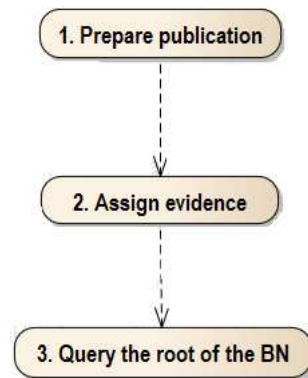 1. Prepare publication
2. Assign evidence
3. Query the root of the BN